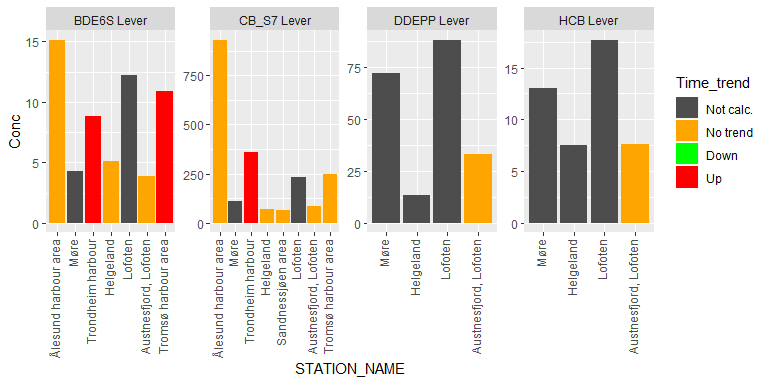 BDE6S Lever
CB_S7 Lever
DDEPP Lever
HCB Lever
Conc
15
10
5
0
750
500
250
0
75
50
25
0
15
10
5
0
Ålesund harbour area
Møre
Trondheim harbour
Helgeland
Lofoten
Austnesfjord, Lofoten
Tromsø harbour area
Ålesund harbour area
Møre
Trondheim harbour
Helgeland
Sandnessjøen area
Lofoten
Austnesfjord, Lofoten
Tromsø harbour area
Møre
Helgeland
Lofoten
Austnesfjord, Lofoten
Møre
Helgeland
Lofoten
Austnesfjord, Lofoten
STATION_NAME
Time_trend
Not calc.
No trend
Down
Up